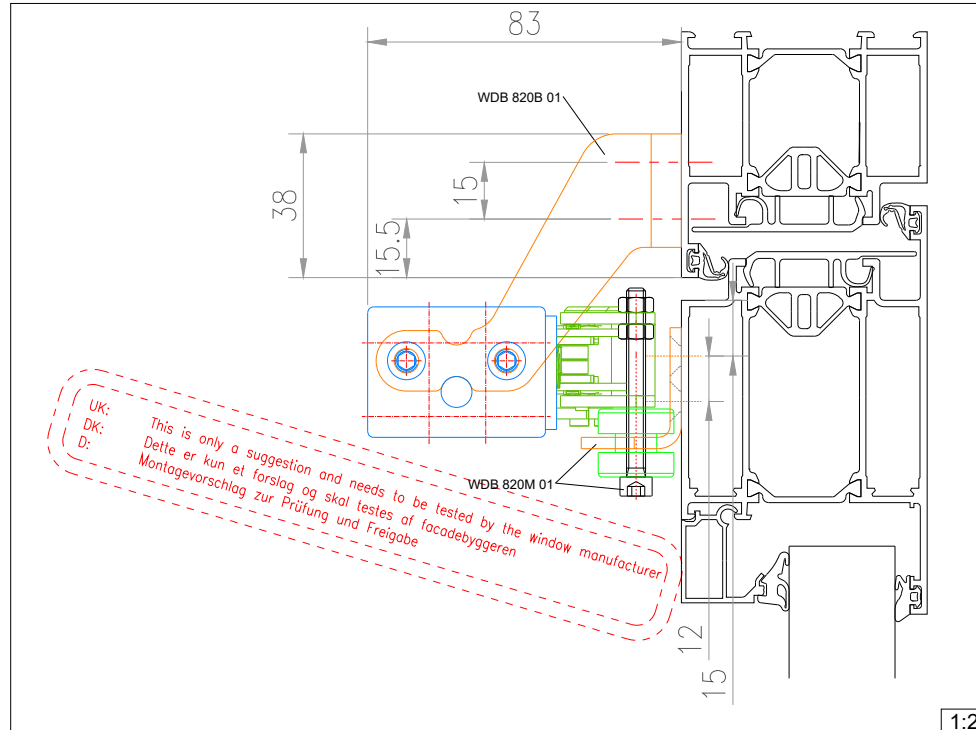 83
WDB 820B 01
38
15
15.5
UK:
This is only a suggestion and needs to be tested by the window manufacturer
DK:
Dette er kun et forslag og skal testes af facadebyggeren
D:
Montagevorschlag zur Prüfung und Freigabe
WDB 820M 01
12
15
1:2